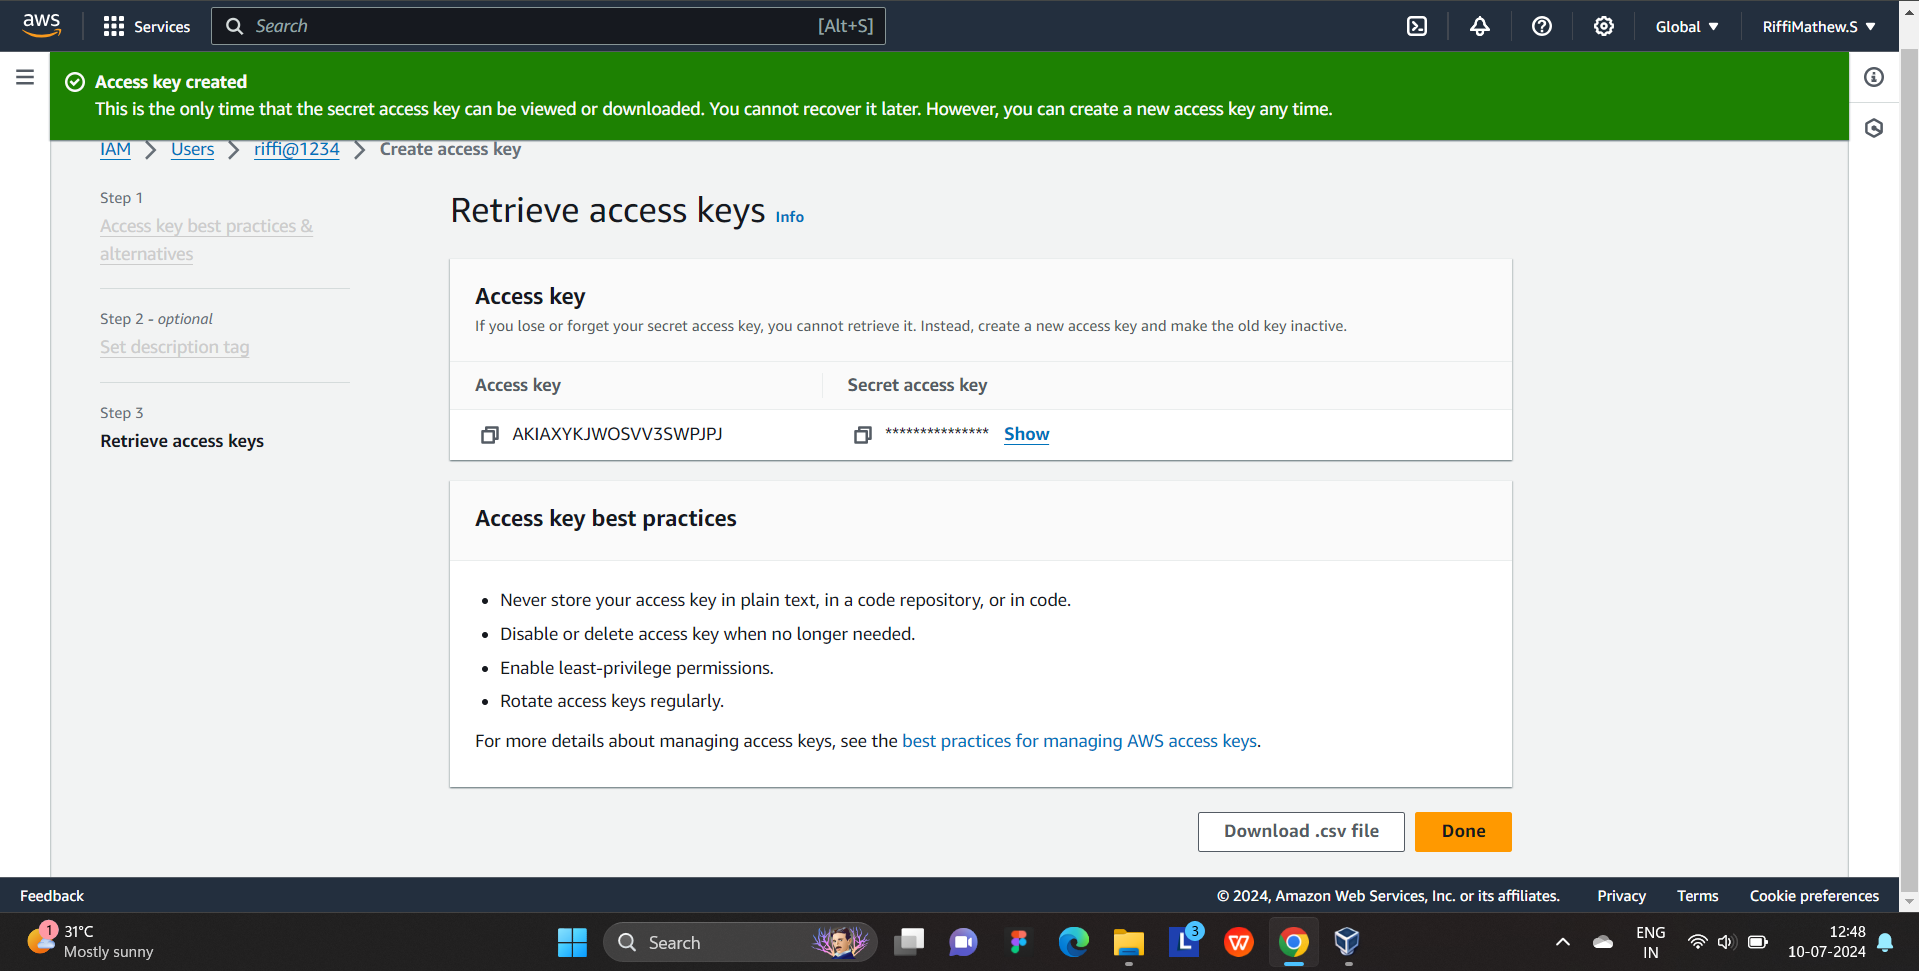 aws
Services
Search
[Alt+S]
Global
RiffiMathew.S
Access key created
This is the only time that the secret access key can be viewed or downloaded. You cannot recover it later. However, you can create a new access key any time.
IAM
Users
riffi@1234
Create access key
Step 1
Access key best practices &
alternatives
Step 2 - optional
Set description tag
Step 3
Retrieve access keys
Retrieve access keys Info
Access key
If you lose or forget your secret access key, you cannot retrieve it. Instead, create a new access key and make the old key inactive.
Access key
Secret access key
AKIAXYKJWOSVV3SWPJPJ
*************** Show
Access key best practices
• Never store your access key in plain text, in a code repository, or in code.
• Disable or delete access key when no longer needed.
• Enable least-privilege permissions.
• Rotate access keys regularly.
For more details about managing access keys, see the best practices for managing AWS access keys.
Download .csv file
Done
Feedback
© 2024, Amazon Web Services, Inc. or its affiliates.
Privacy
Terms
Cookie preferences
1
31°C
Mostly sunny
Search
L
3
W
ENG
IN
12:48
10-07-2024